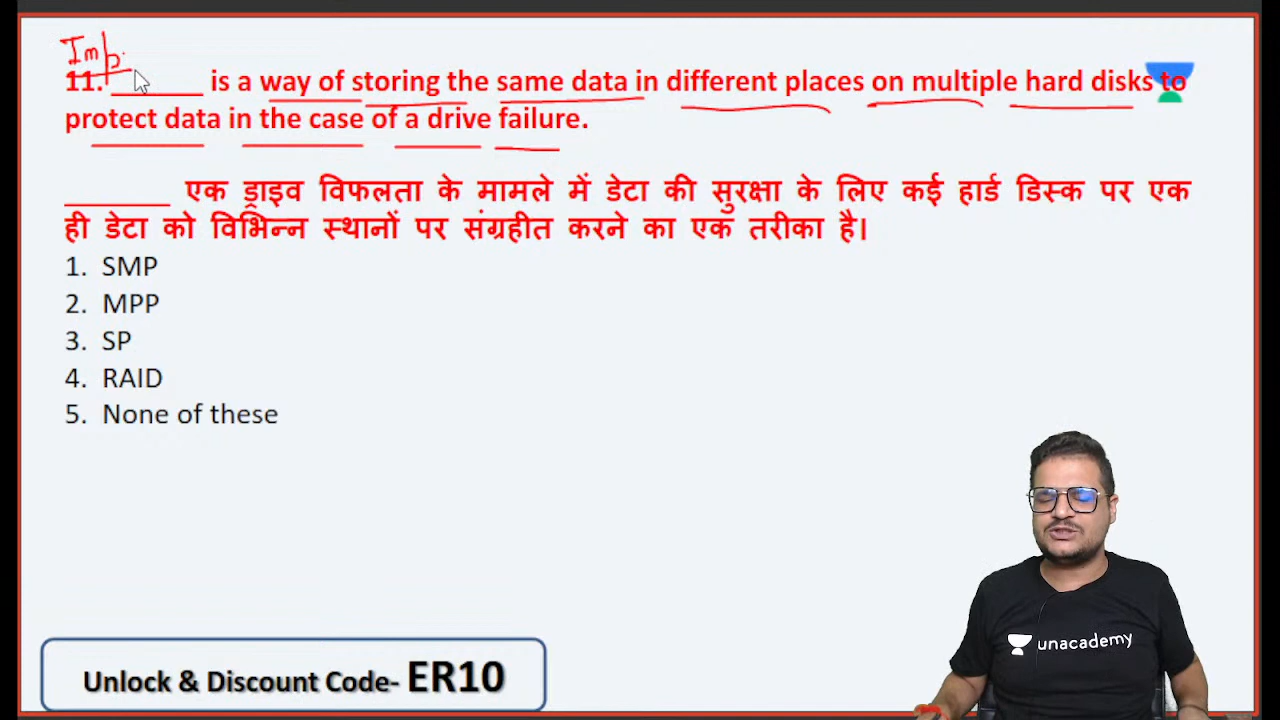 Imp.
11. ______ is a way of storing the same data in different places on multiple hard disks to
protect data in the case of a drive failure.
_______ एक ड्राइव विफलता के मामले में डेटा की सुरक्षा के लिए कई हार्ड डिस्क पर एक
ही डेटा को विभिन्न स्थानों पर संग्रहीत करने का एक तरीका है।
1. SMP
2. MPP
3. SP
4. RAID
5. None of these
unacademy
Unlock & Discount Code- ER10